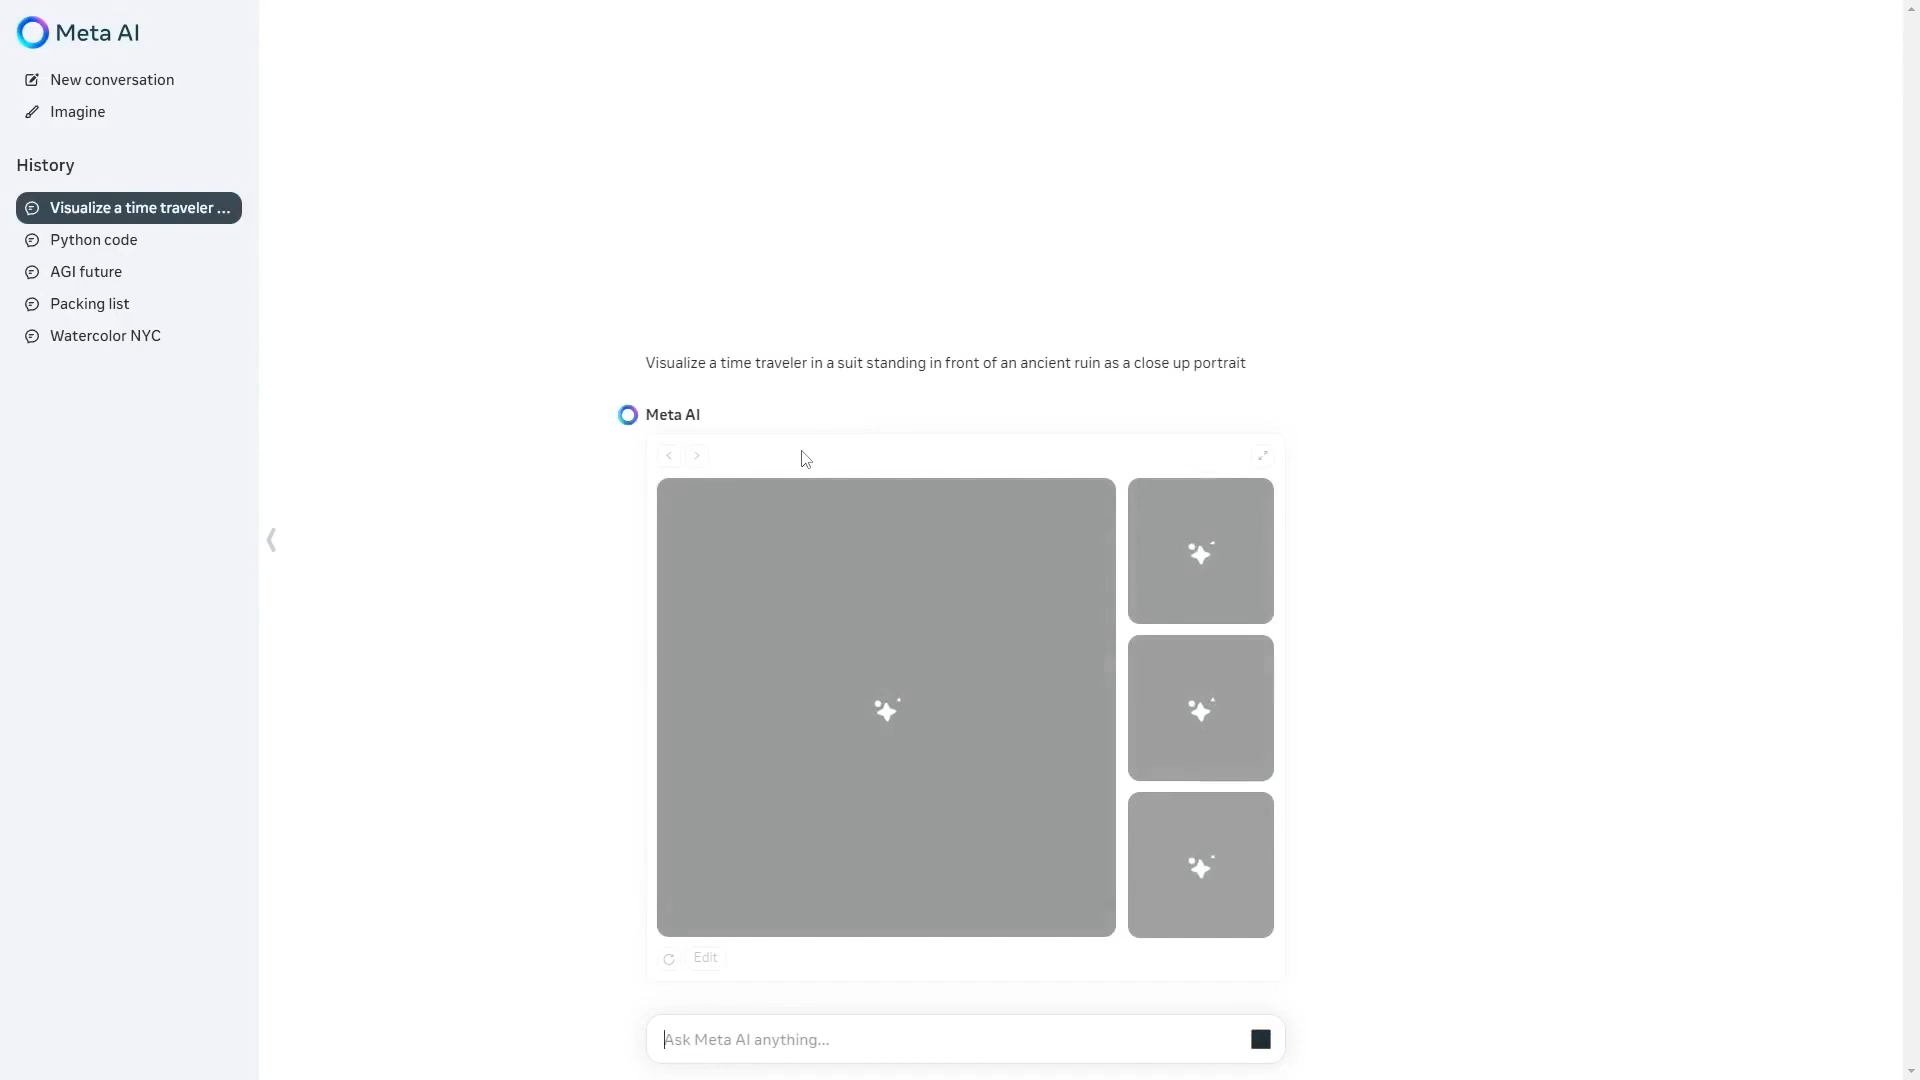 Meta AI
New conversation
Imagine
History
Visualize a time traveler ...
Python code
AGI future
Packing list
Watercolor NYC
Visualize a time traveler in a suit standing in front of an ancient ruin as a close up portrait
Meta AI
Edit
Ask Meta AI anything...